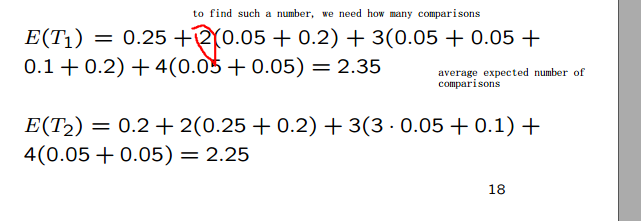 to find such a number, we need how many comparisons
E(T₁) = 0.25 + 2(0.05 + 0.2) + 3(0.05 + 0.05 +
0.1 + 0.2) + 4(0.05 + 0.05) = 2.35
average expected number of
comparisons
E(T₂) = 0.2 + 2(0.25 + 0.2) + 3(3 · 0.05 + 0.1) +
4(0.05 + 0.05) = 2.25
18